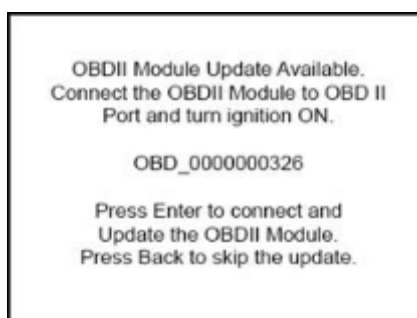 OBDII Module Update Available.
Connect the OBDII Module to OBD II
Port and turn ignition ON.
OBD_0000000326
Press Enter to connect and
Update the OBDII Module.
Press Back to skip the update.